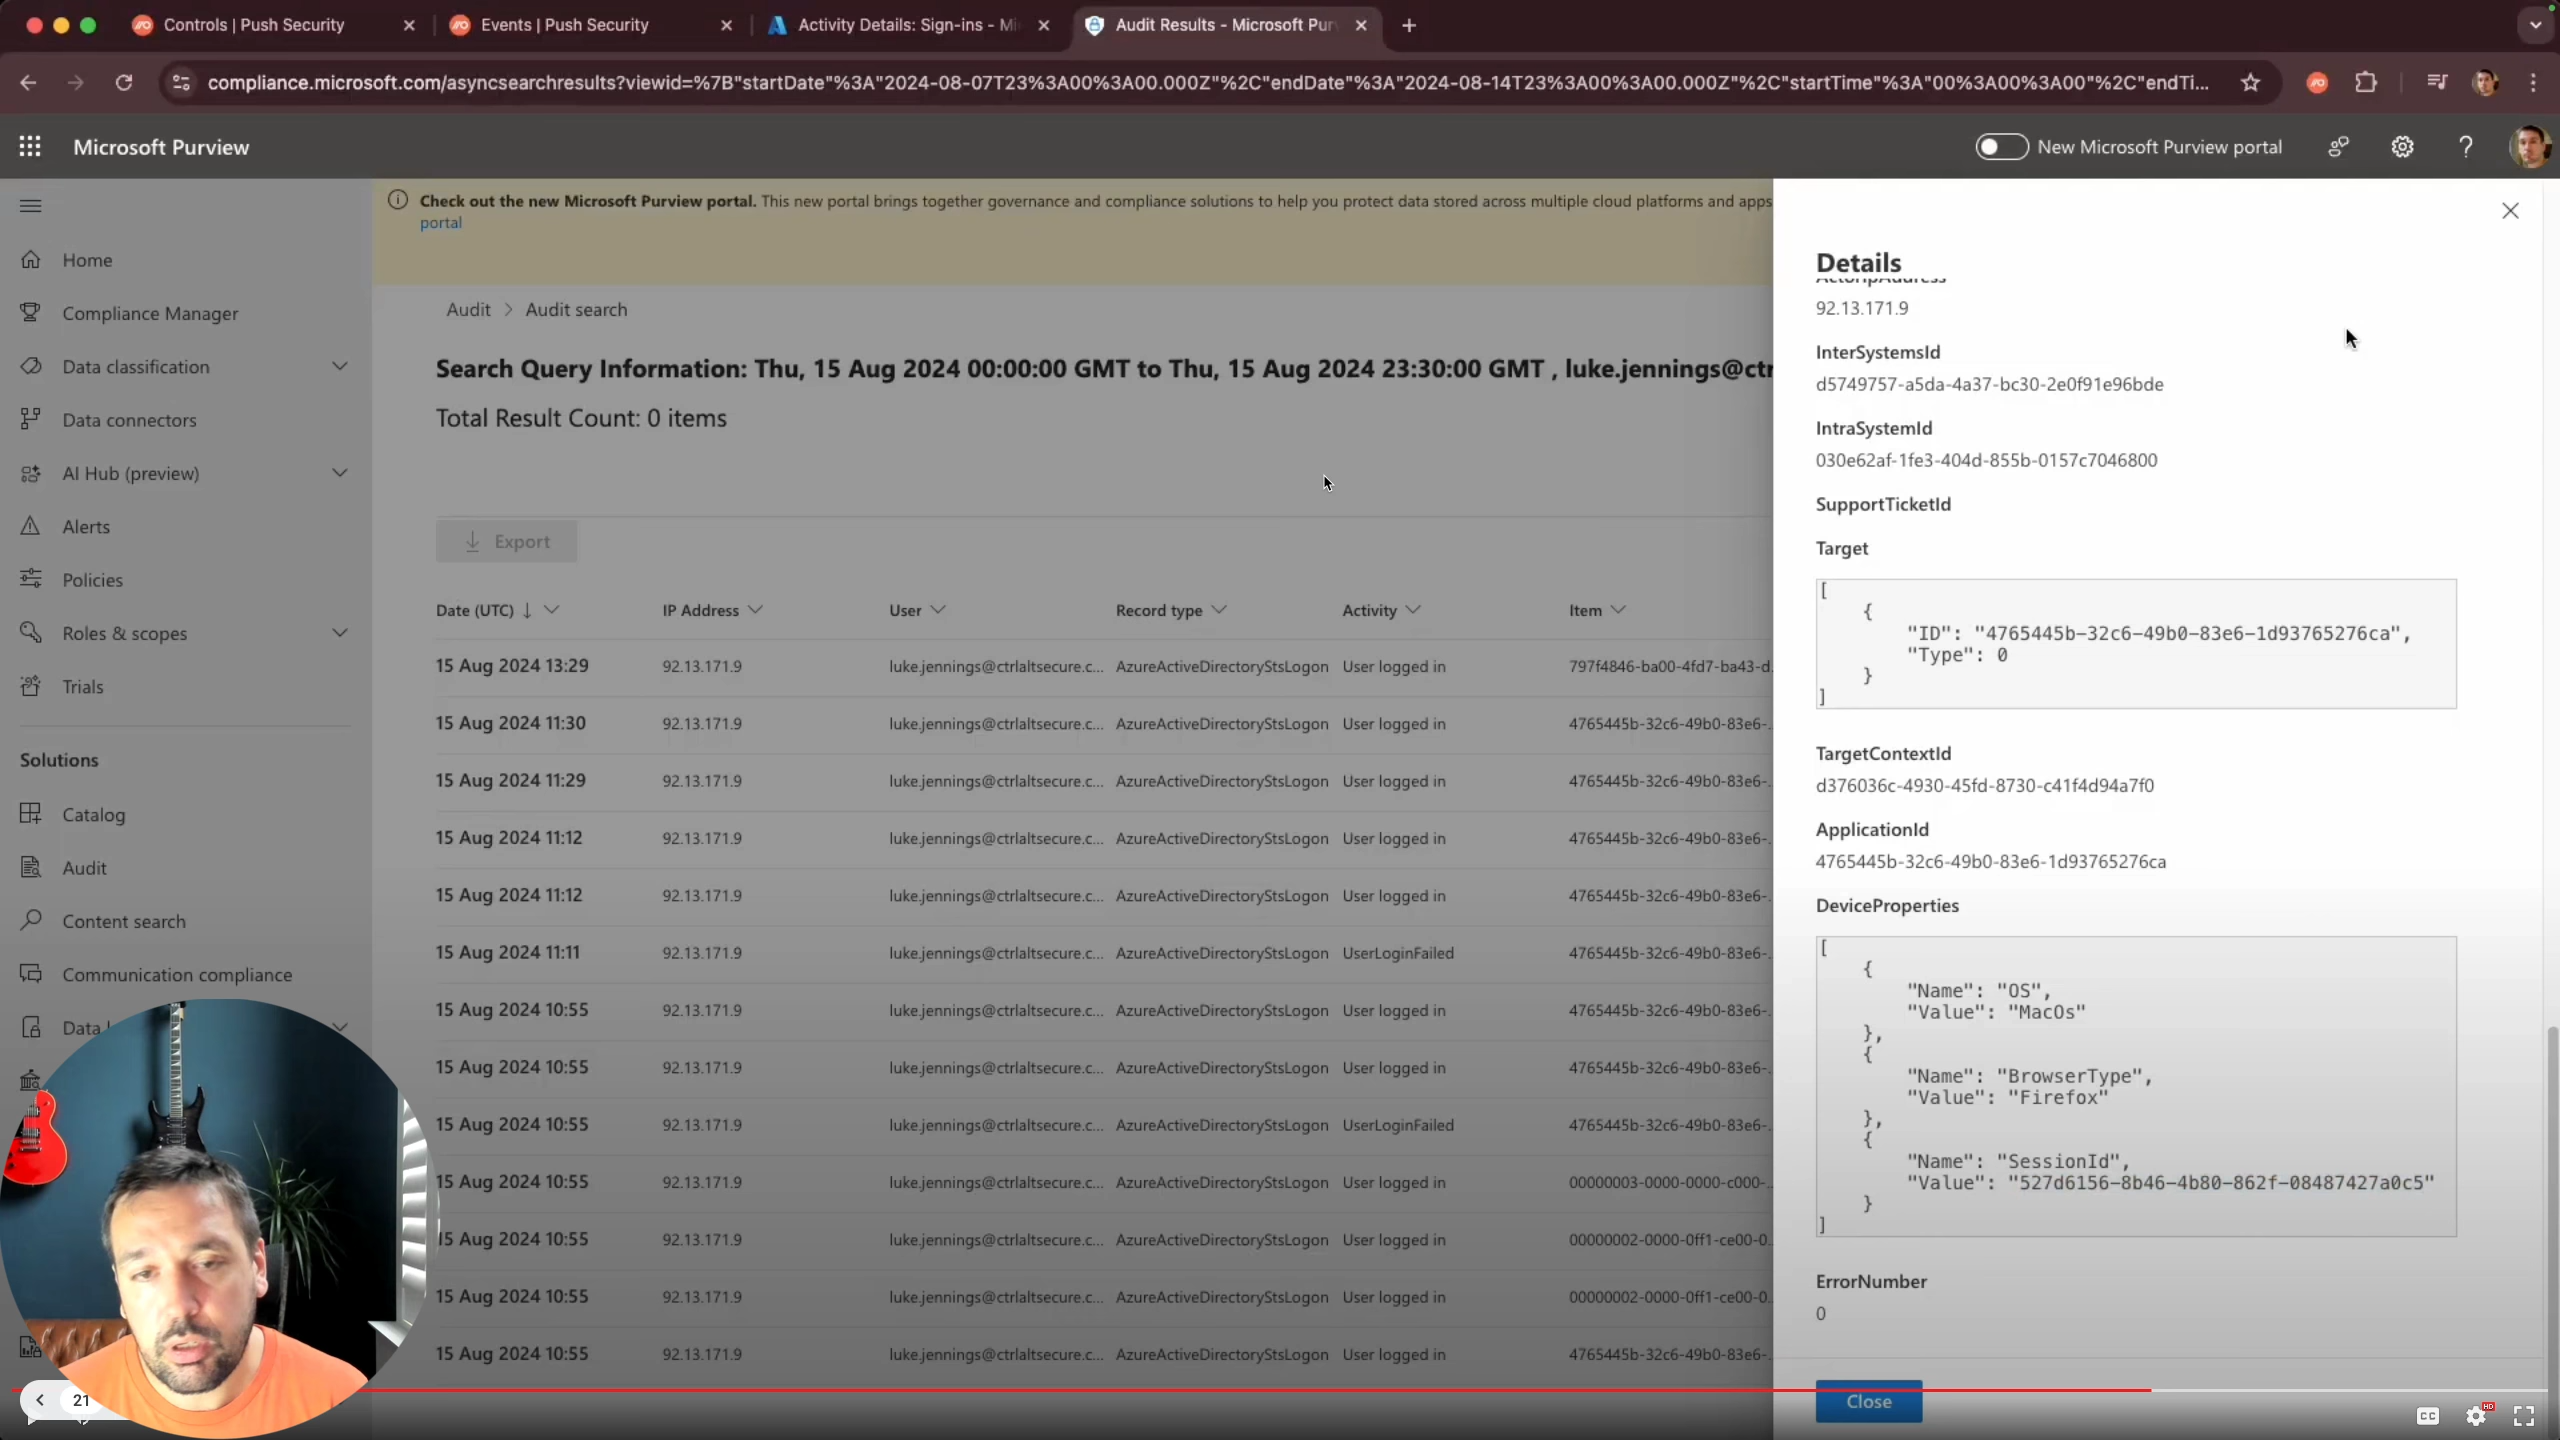 Controls | Push Security
Events | Push Security
Activity Details: Sign-ins - Mi
Audit Results - Microsoft Pur
compliance.microsoft.com/asyncsearchresults?viewid=%7B"startDate"%3A"2024-08-07T23%3A00%3A00.000Z"%2C"endDate"%3A"2024-08-14T23%3A00%3A00.000Z"%2C"startTime"%3A"00%3A00%3A00"%2C"endTi...
Microsoft Purview
New Microsoft Purview portal
Home
Compliance Manager
Data classification
Data connectors
AI Hub (preview)
Alerts
Policies
Roles & scopes
Trials
Solutions
Catalog
Audit
Content search
Communication compliance
Data
Check out the new Microsoft Purview portal. This new portal brings together governance and compliance solutions to help you protect data stored across multiple cloud platforms and apps
portal
Audit > Audit search
Search Query Information: Thu, 15 Aug 2024 00:00:00 GMT to Thu, 15 Aug 2024 23:30:00 GMT , luke.jennings@ctr
Total Result Count: 0 items
Export
Date (UTC) IP Address User Record type Activity Item
15 Aug 2024 13:29 92.13.171.9 luke.jennings@ctrlaltsecure.c... AzureActiveDirectoryStsLogon User logged in 797f4846-ba00-4fd7-ba43-d
15 Aug 2024 11:30 92.13.171.9 luke.jennings@ctrlaltsecure.c... AzureActiveDirectoryStsLogon User logged in 4765445b-32c6-49b0-83e6-.
15 Aug 2024 11:29 92.13.171.9 luke.jennings@ctrlaltsecure.c... AzureActiveDirectoryStsLogon User logged in 4765445b-32c6-49b0-83e6-.
15 Aug 2024 11:12 92.13.171.9 luke.jennings@ctrlaltsecure.c... AzureActiveDirectoryStsLogon User logged in 4765445b-32c6-49b0-83e6-.
15 Aug 2024 11:12 92.13.171.9 luke.jennings@ctrlaltsecure.c... AzureActiveDirectoryStsLogon User logged in 4765445b-32c6-49b0-83e6-.
15 Aug 2024 11:11 92.13.171.9 luke.jennings@ctrlaltsecure.c... AzureActiveDirectoryStsLogon UserLoginFailed 4765445b-32c6-49b0-83e6-.
15 Aug 2024 10:55 92.13.171.9 luke.jennings@ctrlaltsecure.c... AzureActiveDirectoryStsLogon User logged in 4765445b-32c6-49b0-83e6-.
15 Aug 2024 10:55 92.13.171.9 luke.jennings@ctrlaltsecure.c... AzureActiveDirectoryStsLogon User logged in 4765445b-32c6-49b0-83e6-.
15 Aug 2024 10:55 92.13.171.9 luke.jennings@ctrlaltsecure.c... AzureActiveDirectoryStsLogon UserLoginFailed 4765445b-32c6-49b0-83e6-.
15 Aug 2024 10:55 92.13.171.9 luke.jennings@ctrlaltsecure.c... AzureActiveDirectoryStsLogon User logged in 00000003-0000-0000-c000-..
15 Aug 2024 10:55 92.13.171.9 luke.jennings@ctrlaltsecure.c... AzureActiveDirectoryStsLogon User logged in 00000002-0000-0ff1-ce00-0.
15 Aug 2024 10:55 92.13.171.9 luke.jennings@ctrlaltsecure.c... AzureActiveDirectoryStsLogon User logged in 00000002-0000-0ff1-ce00-0.
15 Aug 2024 10:55 92.13.171.9 luke.jennings@ctrlaltsecure.c... AzureActiveDirectoryStsLogon User logged in 4765445b-32c6-49b0-83e6-.
Details
ActorIpAddress
92.13.171.9
InterSystemsId
d5749757-a5da-4a37-bc30-2e0f91e96bde
IntraSystemId
030e62af-1fe3-404d-855b-0157c7046800
SupportTicketId
Target
[
{
"ID": "4765445b-32c6-49b0-83e6-1d93765276ca",
"Type": 0
}
]
TargetContextId
d376036c-4930-45fd-8730-c41f4d94a7f0
ApplicationId
4765445b-32c6-49b0-83e6-1d93765276ca
DeviceProperties
[
{
"Name": "OS",
"Value": "MacOs"
},
{
"Name": "BrowserType",
"Value": "Firefox"
},
{
"Name": "SessionId",
"Value": "527d6156-8b46-4b80-862f-08487427a0c5"
}
]
ErrorNumber
0
Close
21
CC
HD